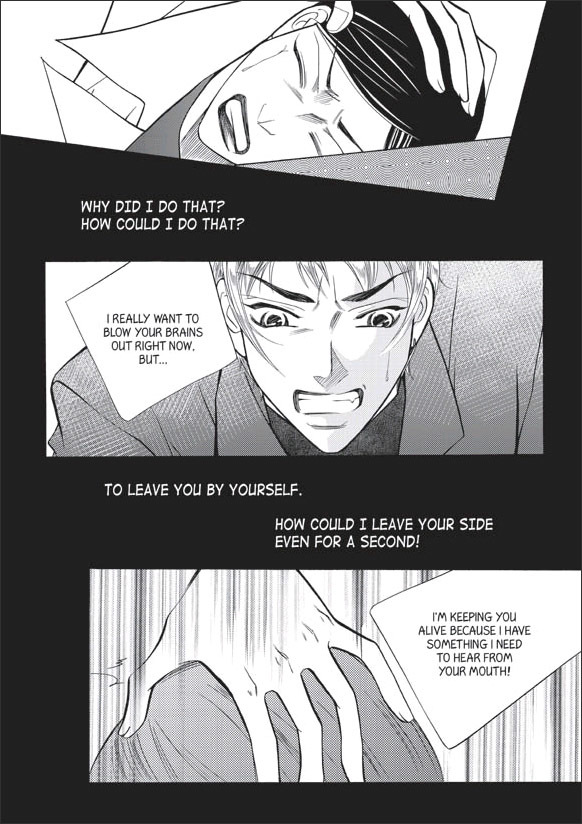 WHY DID I DO THAT?
HOW COULD I DO THAT?
I REALLY WANT TO
BLOW YOUR BRAINS
OUT RIGHT NOW,
BUT...
TO LEAVE YOU BY YOURSELF.
HOW COULD I LEAVE YOUR SIDE
EVEN FOR A SECOND!
I'M KEEPING YOU
ALIVE BECAUSE I HAVE
SOMETHING I NEED
TO HEAR FROM
YOUR MOUTH!